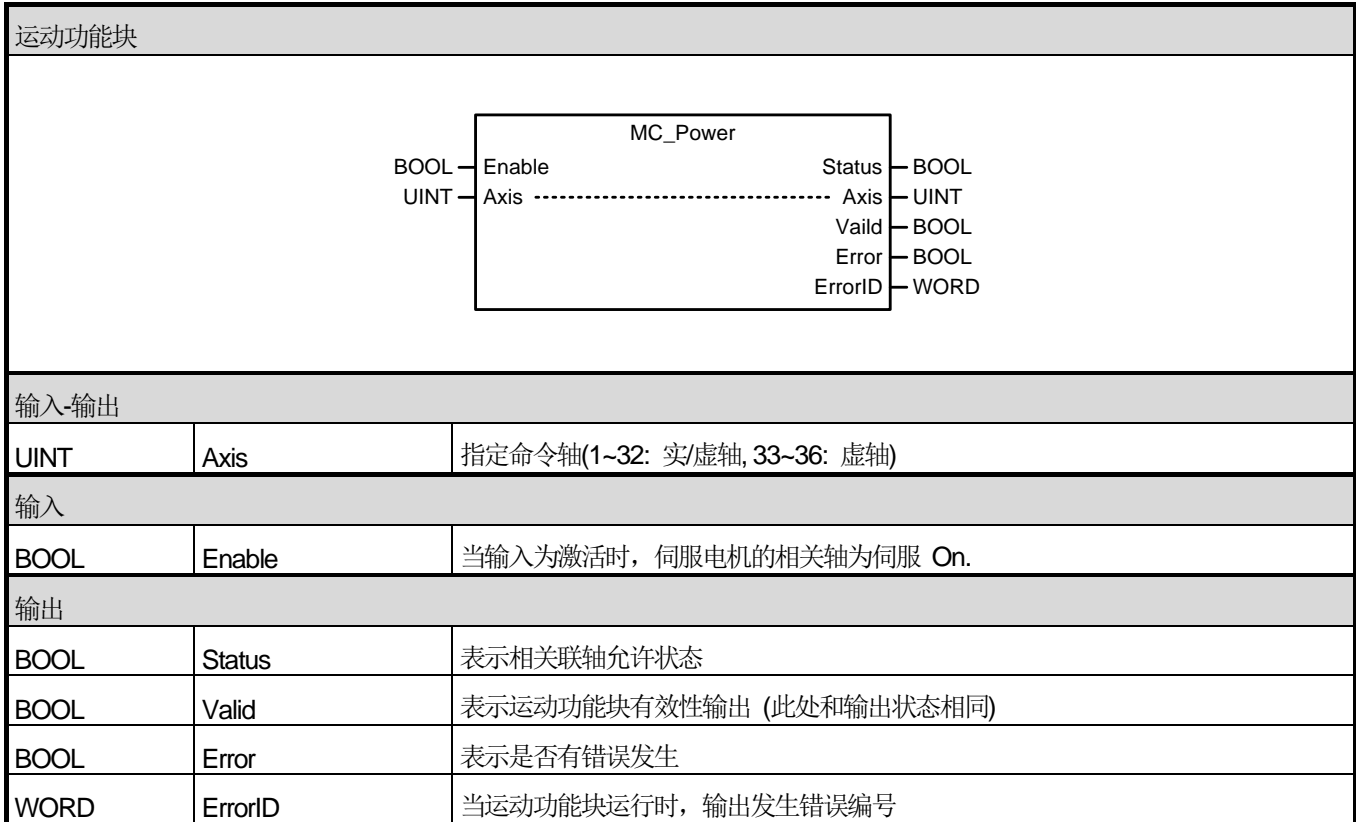 运动功能块
MC_Power
BOOL Enable Status BOOL
UINT Axis Axis UINT
Vaild BOOL
Error BOOL
ErrorID WORD
输入-输出
UINT Axis 指定命令轴(1~32: 实/虚轴, 33~36: 虚轴)
输入
BOOL Enable 当输入为激活时，伺服电机的相关轴为伺服 On.
输出
BOOL Status 表示相关联轴允许状态
BOOL Valid 表示运动功能块有效性输出 (此处和输出状态相同)
BOOL Error 表示是否有错误发生
WORD ErrorID 当运动功能块运行时，输出发生错误编号